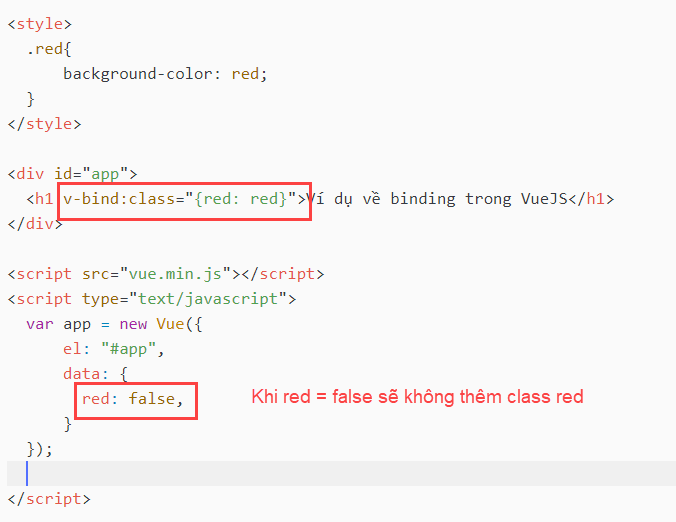 <style>
  .red{
      background-color: red;
  }
</style>

<div id="app">
  <h1 v-bind:class="{red: red}">Ví dụ về binding trong VueJS</h1>
</div>

<script src="vue.min.js"></script>
<script type="text/javascript">
  var app = new Vue({
      el: "#app",
      data: {
        red: false,
Khi red = false sẽ không thêm class red
      }
  });
</script>